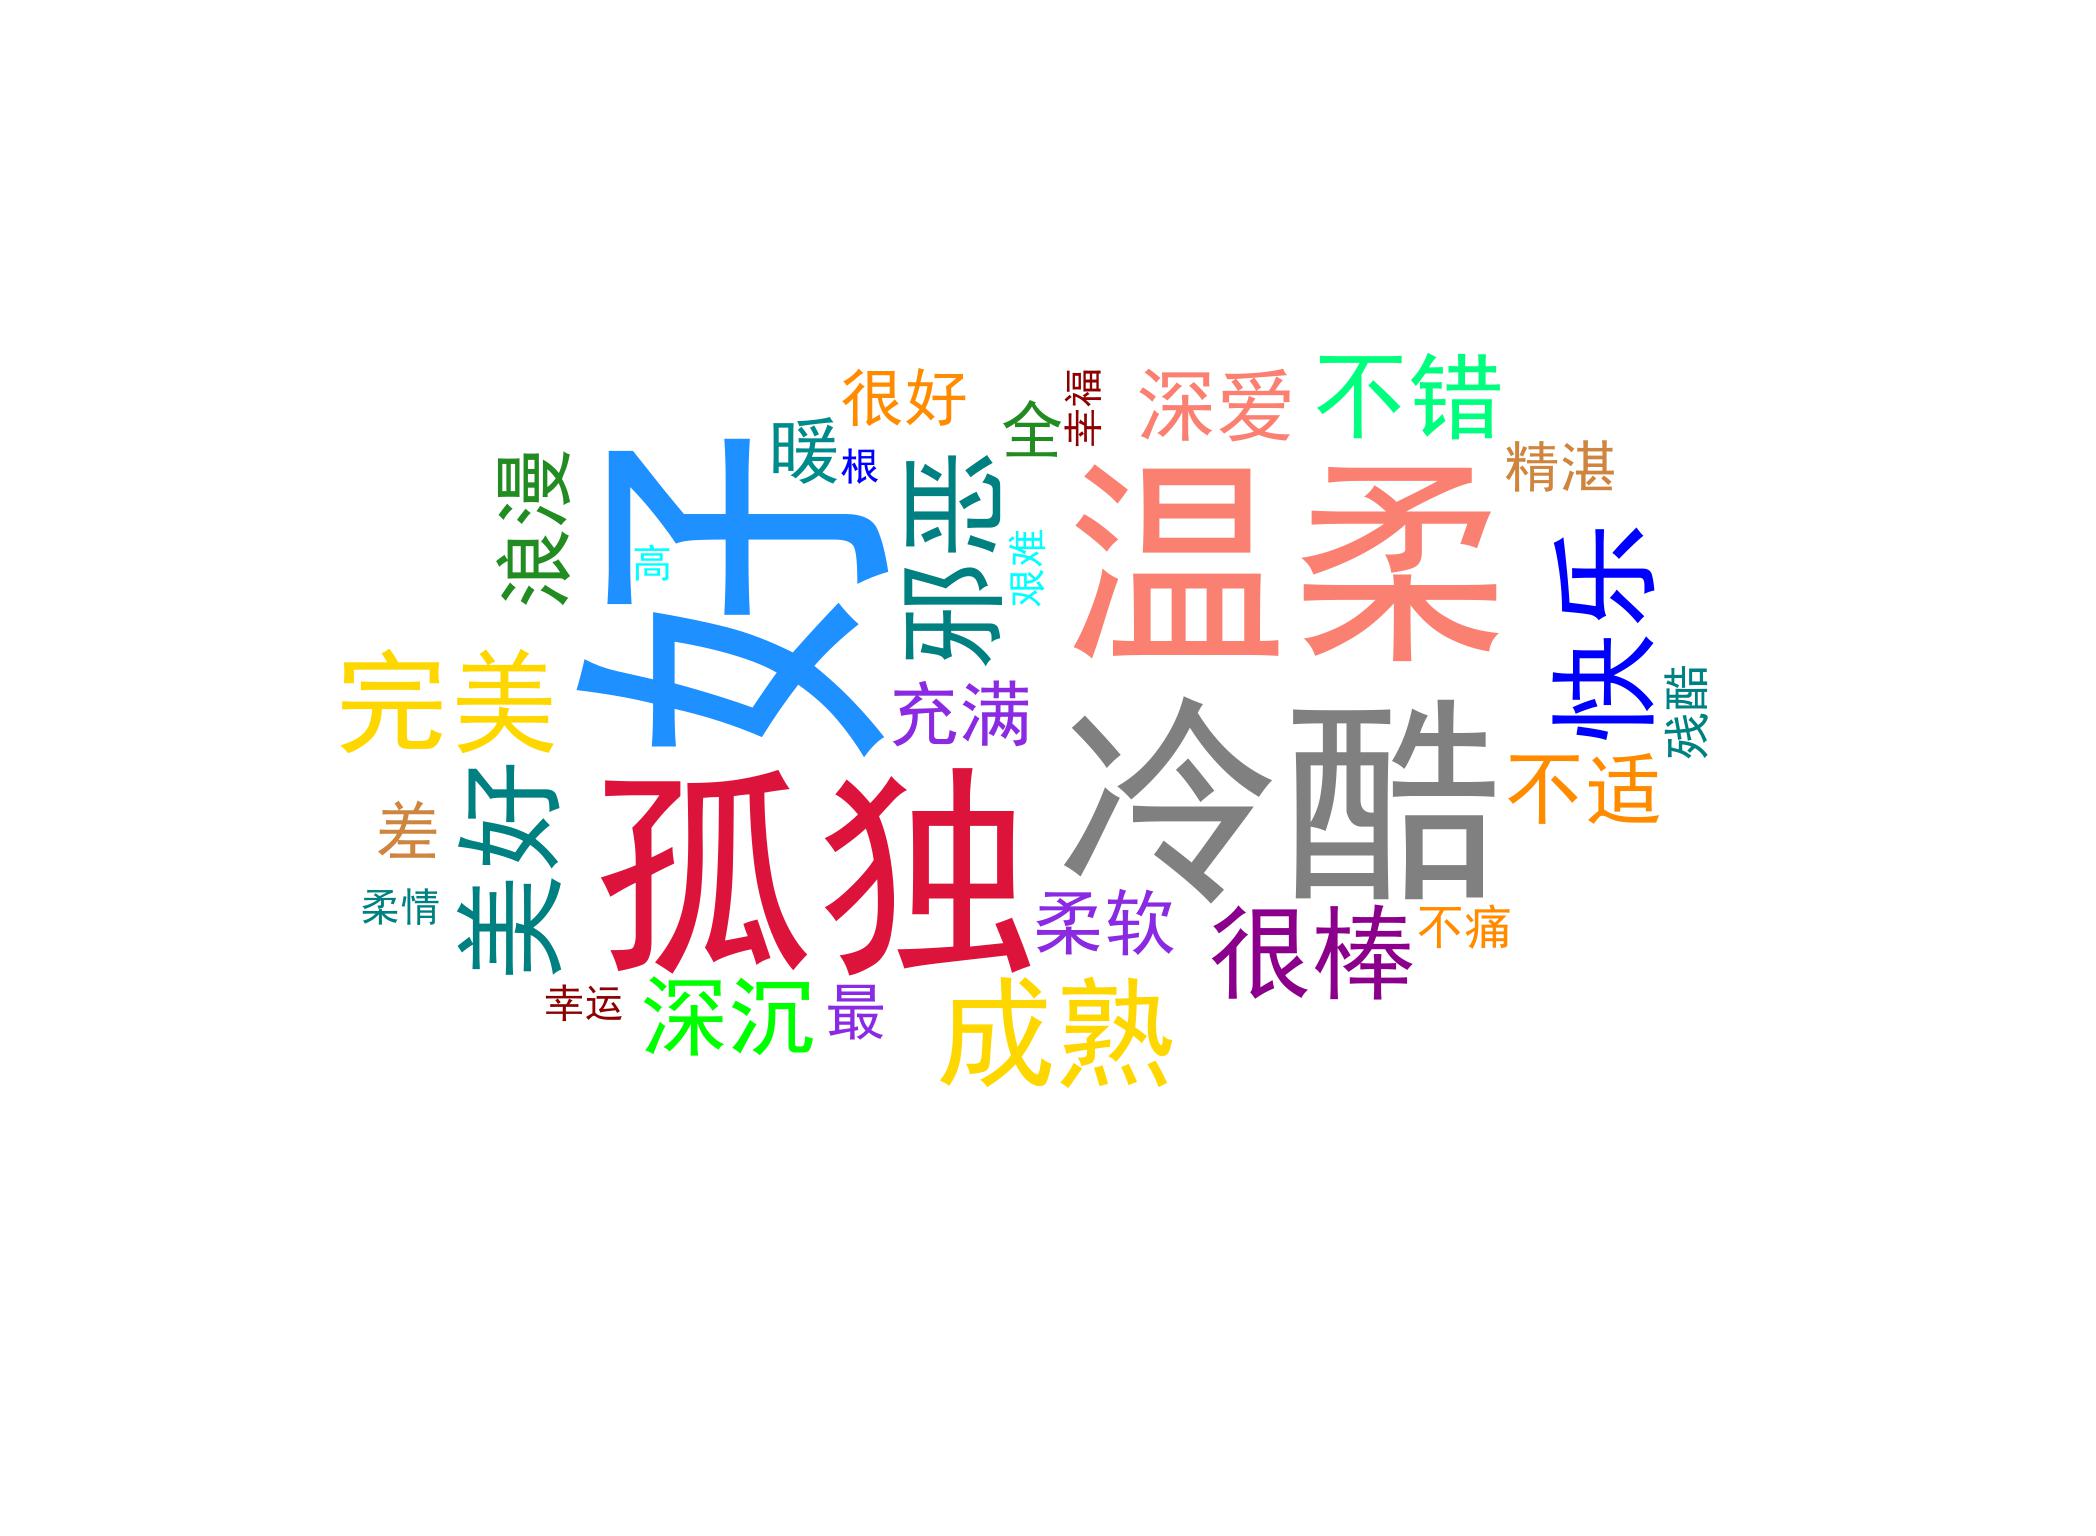 很好
全
幸福
深爱
不错
暖
根
浪漫
好
高
邪恶
艰难
温柔
精湛
快乐
完美
充满
冷酷
残酷
不适
差
美好
孤独
柔情
柔软
很棒
不痛
幸运
深沉
最
成熟